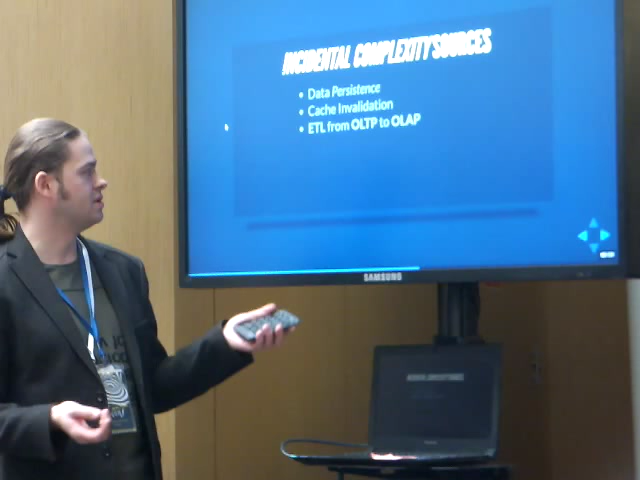 INCIDENTAL COMPLEXITY SOURCES
• Data Persistence
• Cache Invalidation
• ETL from OLTP to OLAP
SAMSUNG